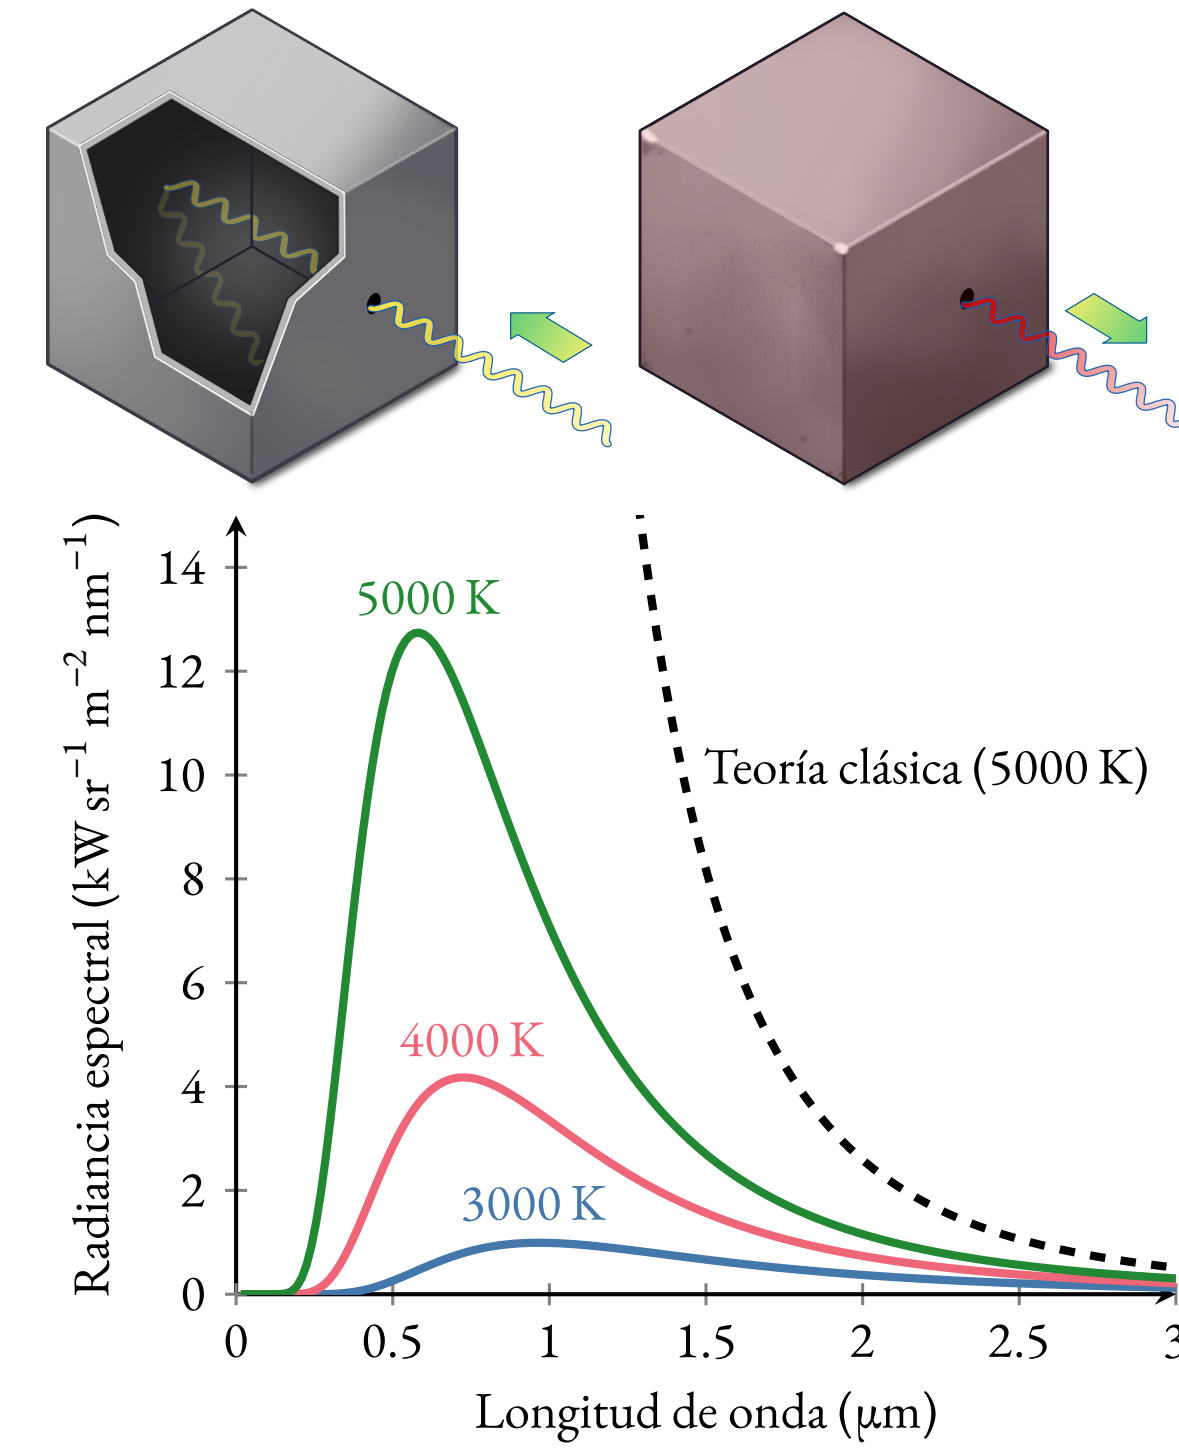 Radiancia espectral (kW sr⁻¹ m⁻² nm⁻¹)
14
12
10
8
6
4
2
0
5000 K
4000 K
3000 K
Teoría clásica (5000 K)
0 0.5 1 1.5 2 2.5 3
Longitud de onda (μm)